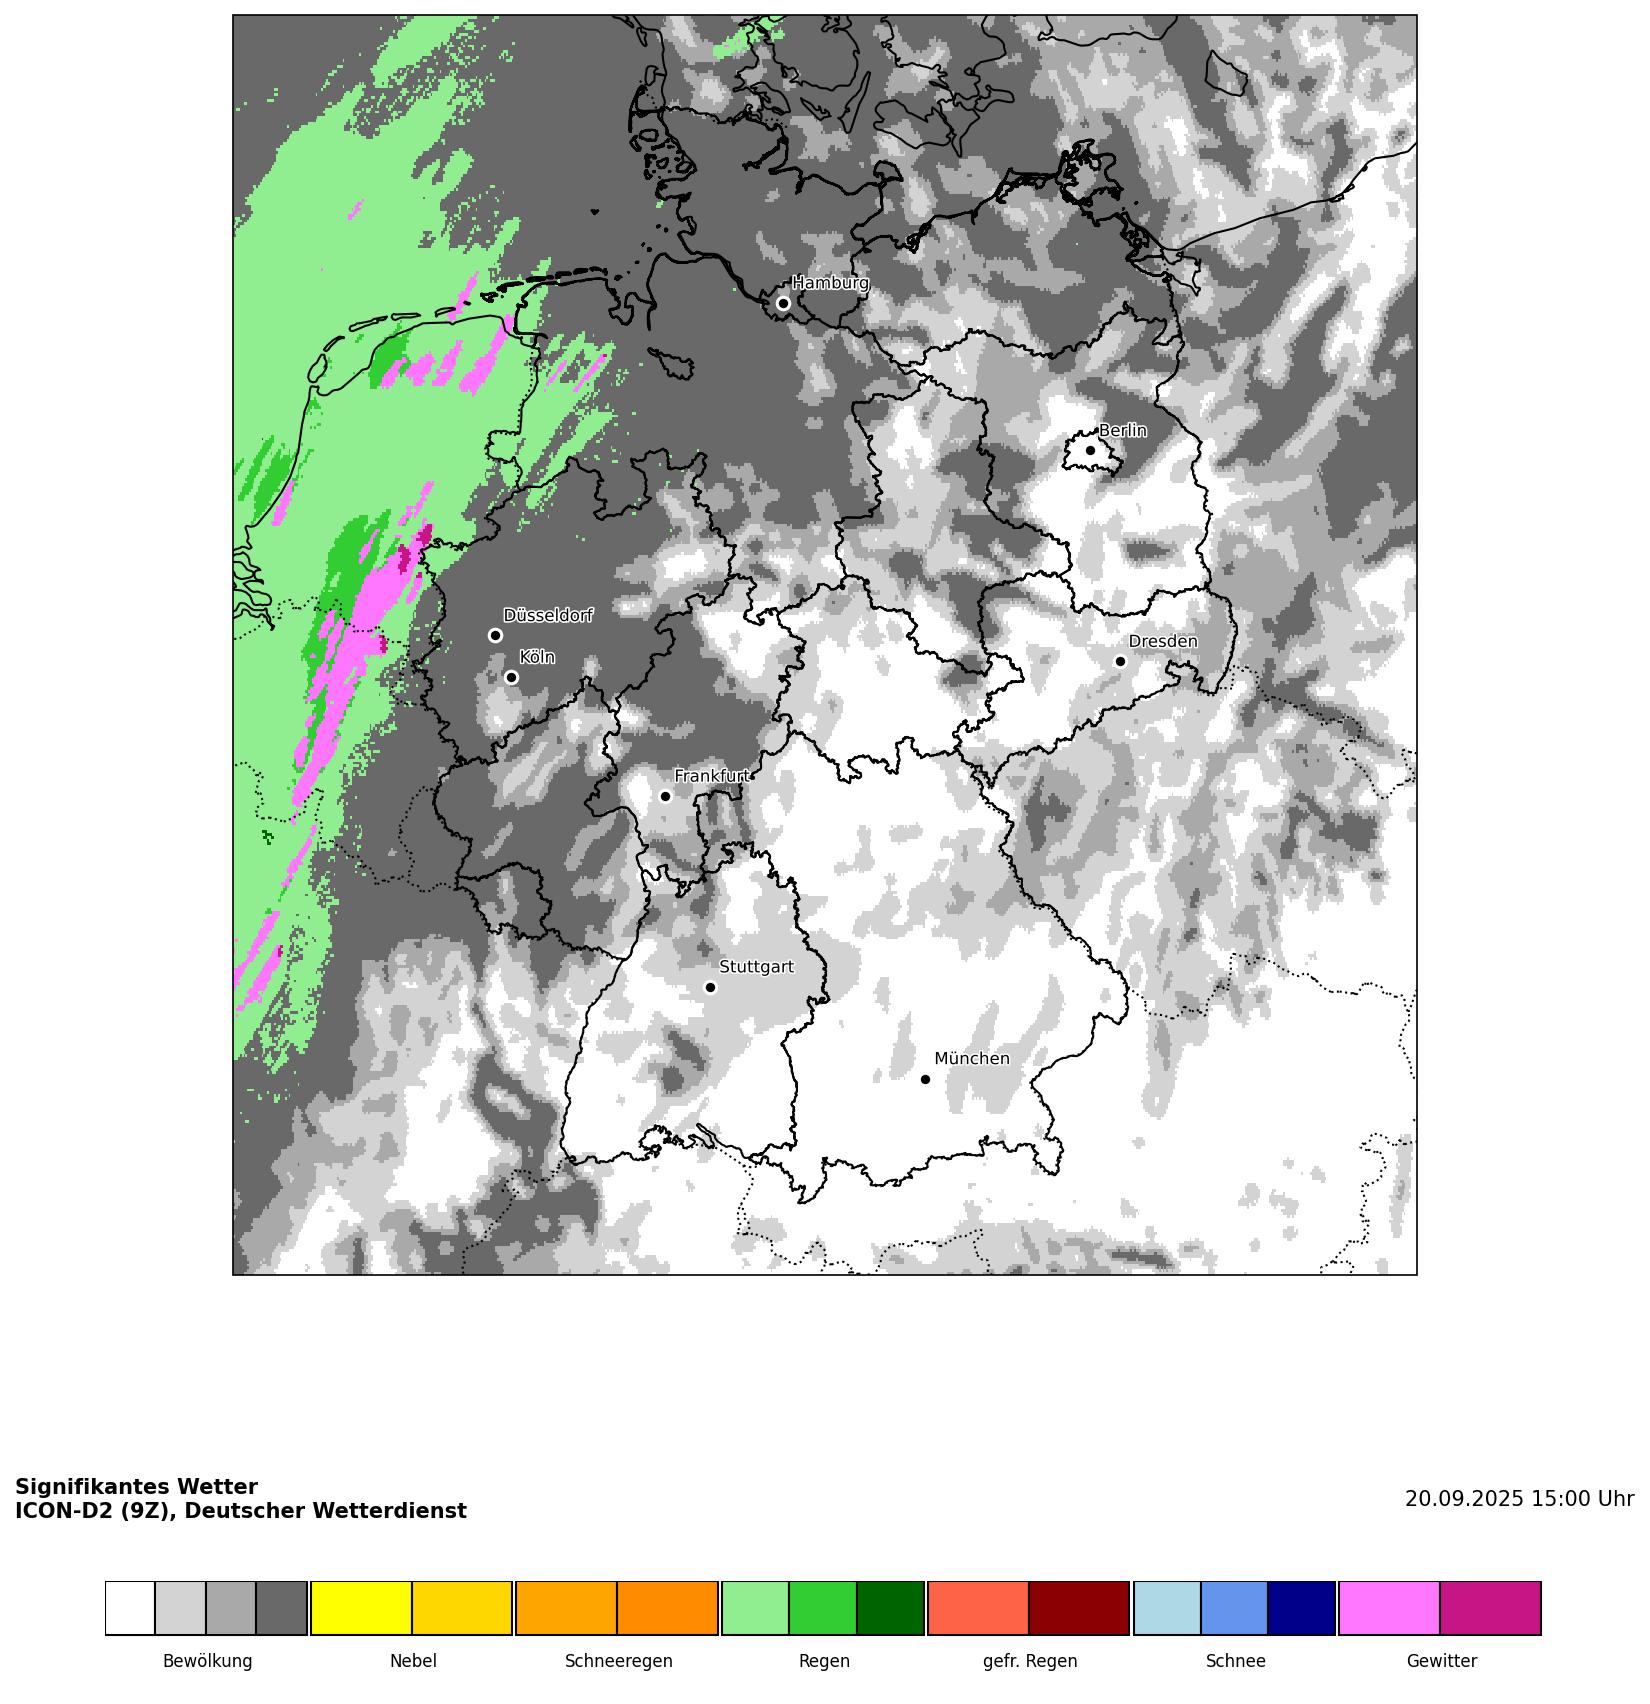 Hamburg
Berlin
Düsseldorf
Köln
Dresden
Frankfurt
Stuttgart
München
Signifikantes Wetter
ICON-D2 (9Z), Deutscher Wetterdienst
20.09.2025 15:00 Uhr
Bewölkung Nebel Schneeregen Regen gefr. Regen Schnee Gewitter